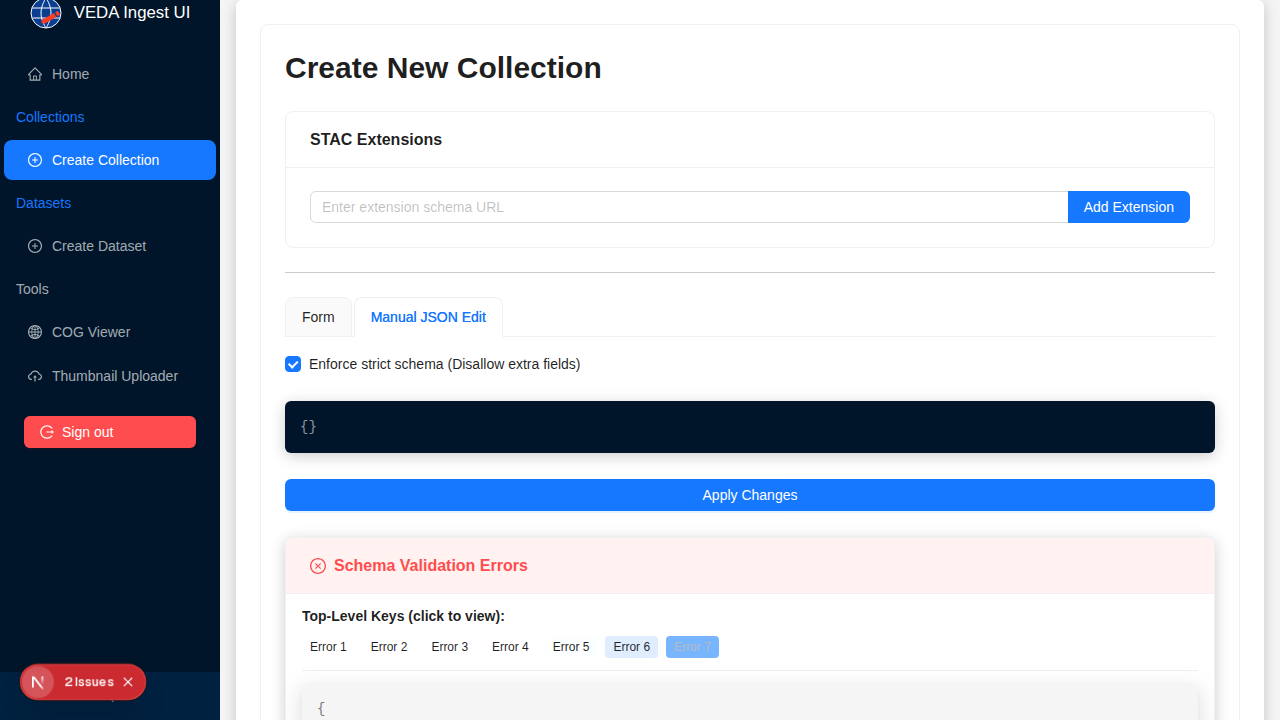 VEDA Ingest UI
Home
Collections
Create Collection
Datasets
Create Dataset
Tools
COG Viewer
Thumbnail Uploader
Sign out
2 Issues
Create New Collection
STAC Extensions
Enter extension schema URL
Add Extension
Form
Manual JSON Edit
Enforce strict schema (Disallow extra fields)
{}
Apply Changes
Schema Validation Errors
Top-Level Keys (click to view):
Error 1
Error 2
Error 3
Error 4
Error 5
Error 6
Error 7
{